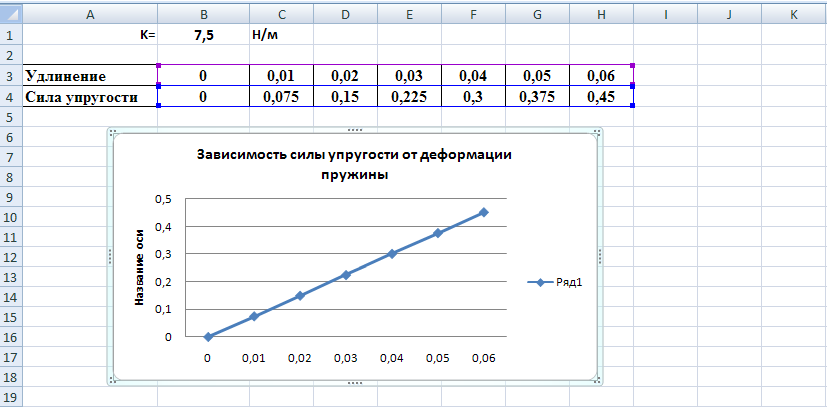 A B C D E F G H I J K
1 K= 7,5 Н/м
2
3 Удлинение 0 0,01 0,02 0,03 0,04 0,05 0,06
4 Сила упругости 0 0,075 0,15 0,225 0,3 0,375 0,45
5
6
7
8
9
10
11
12
13
14
15
16
17
18
19
Зависимость силы упругости от деформации
пружины
Название оси
0,5
0,4
0,3
0,2
0,1
0
0 0,01 0,02 0,03 0,04 0,05 0,06
Ряд1